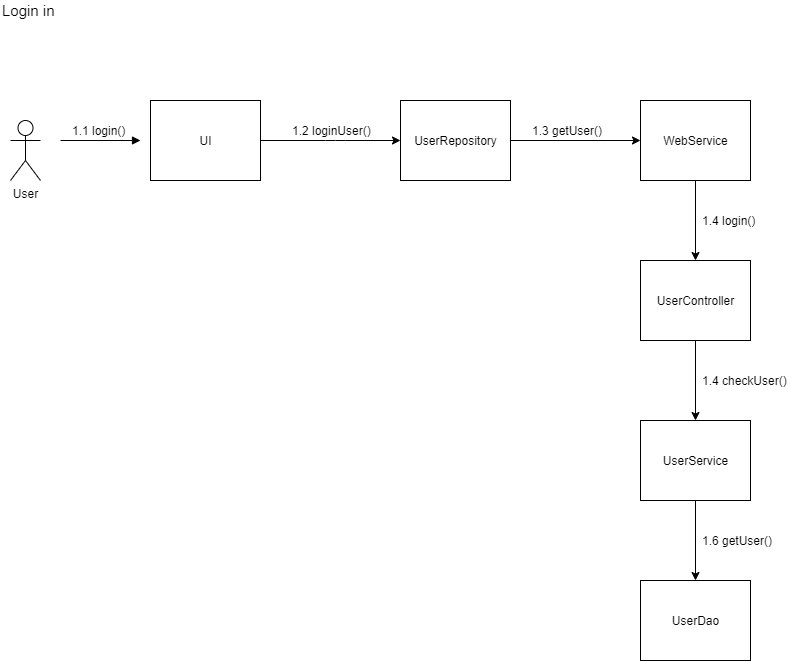 Login in
1.1 login()
1.2 loginUser()
1.3 getUser()
UI
UserRepository
WebService
User
1.4 login()
UserController
1.4 checkUser()
UserService
1.6 getUser()
UserDao